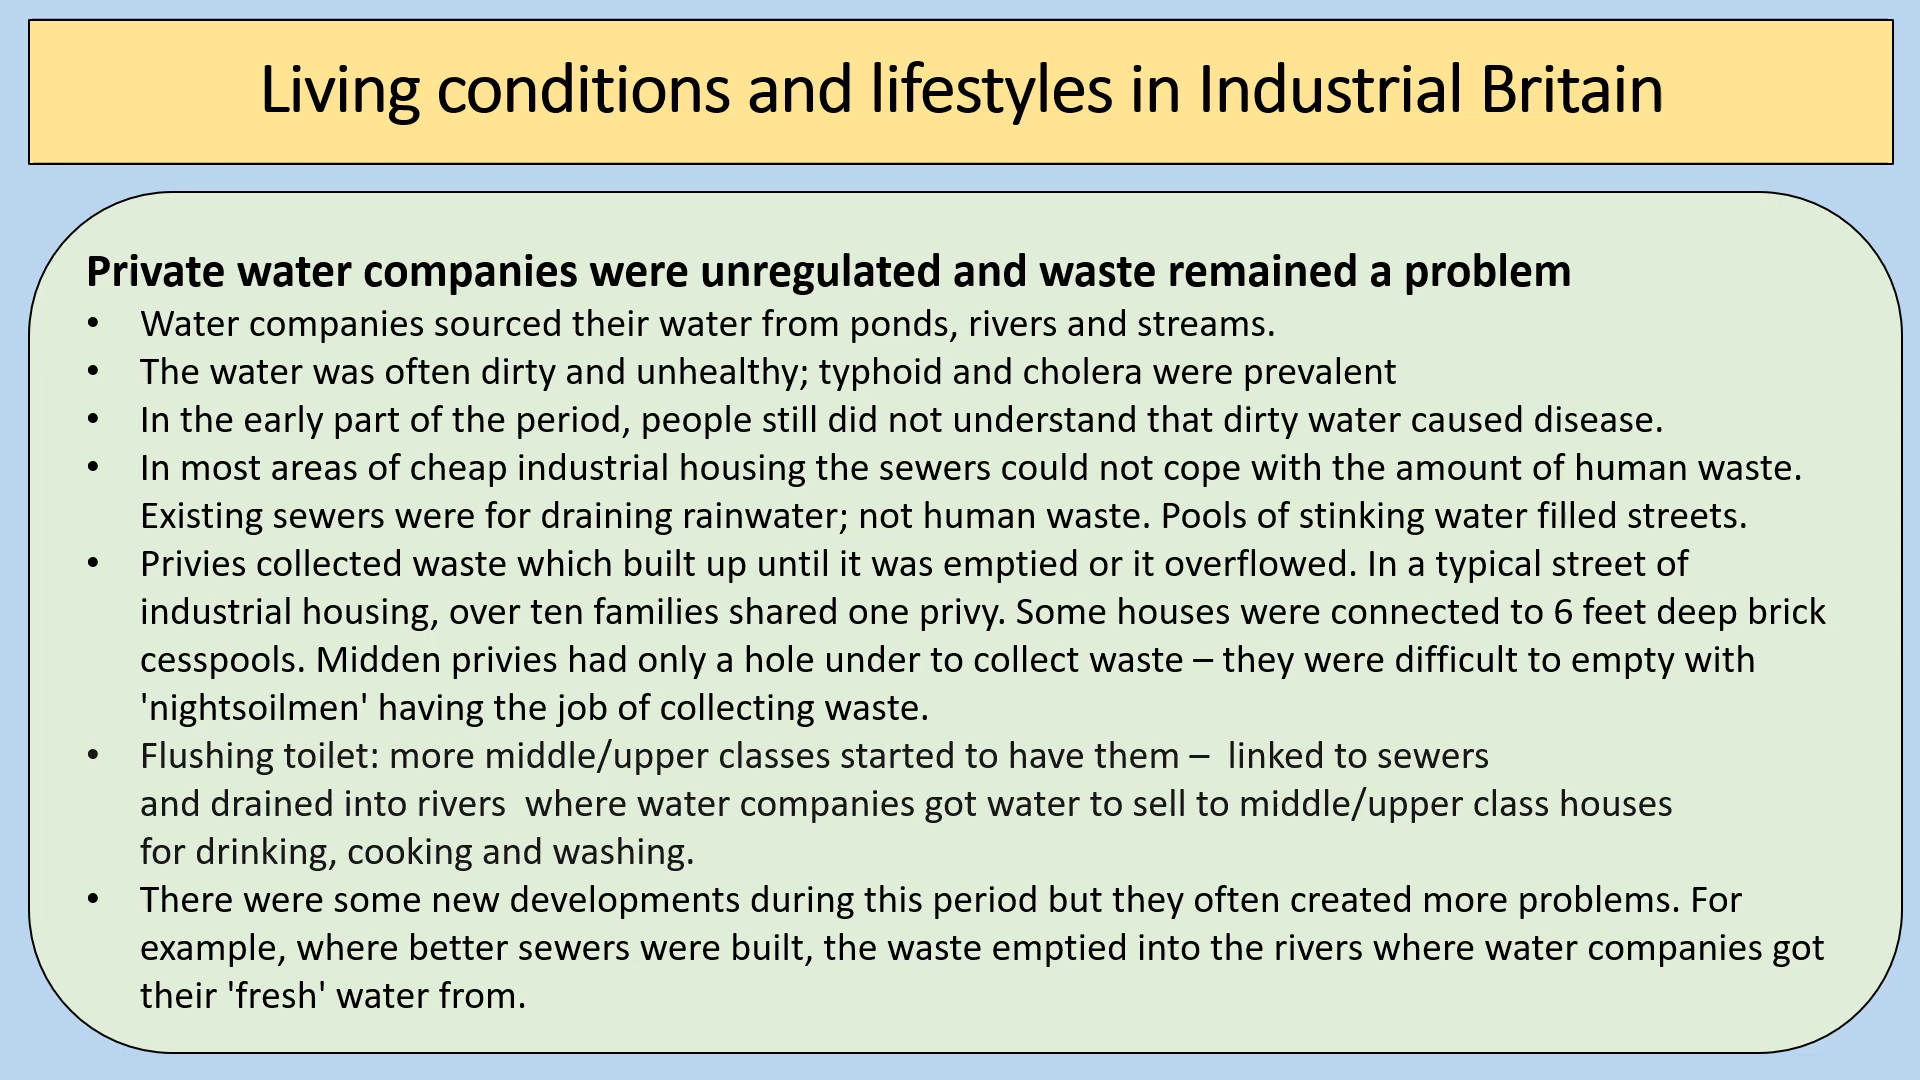 Living conditions and lifestyles in Industrial Britain
Private water companies were unregulated and waste remained a problem
• Water companies sourced their water from ponds, rivers and streams.
• The water was often dirty and unhealthy; typhoid and cholera were prevalent
• In the early part of the period, people still did not understand that dirty water caused disease.
• In most areas of cheap industrial housing the sewers could not cope with the amount of human waste.
Existing sewers were for draining rainwater; not human waste. Pools of stinking water filled streets.
• Privies collected waste which built up until it was emptied or it overflowed. In a typical street of
industrial housing, over ten families shared one privy. Some houses were connected to 6 feet deep brick
cesspools. Midden privies had only a hole under to collect waste – they were difficult to empty with
'nightsoilmen' having the job of collecting waste.
• Flushing toilet: more middle/upper classes started to have them –  linked to sewers
and drained into rivers  where water companies got water to sell to middle/upper class houses
for drinking, cooking and washing.
• There were some new developments during this period but they often created more problems. For
example, where better sewers were built, the waste emptied into the rivers where water companies got
their 'fresh' water from.